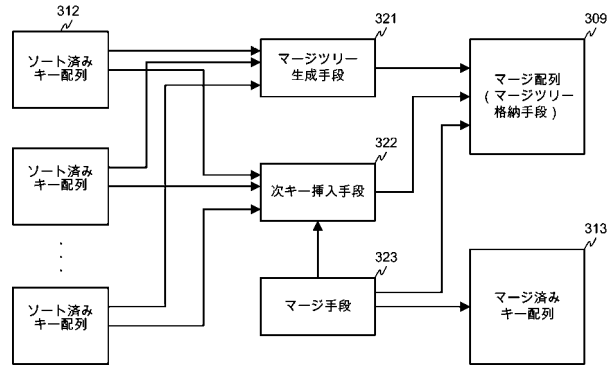 312
ソート済み
キー配列
ソート済み
キー配列
ソート済み
キー配列
321
マージツリー
生成手段
322
次キー挿入手段
323
マージ手段
309
マージ配列
（マージツリー
格納手段）
313
マージ済み
キー配列